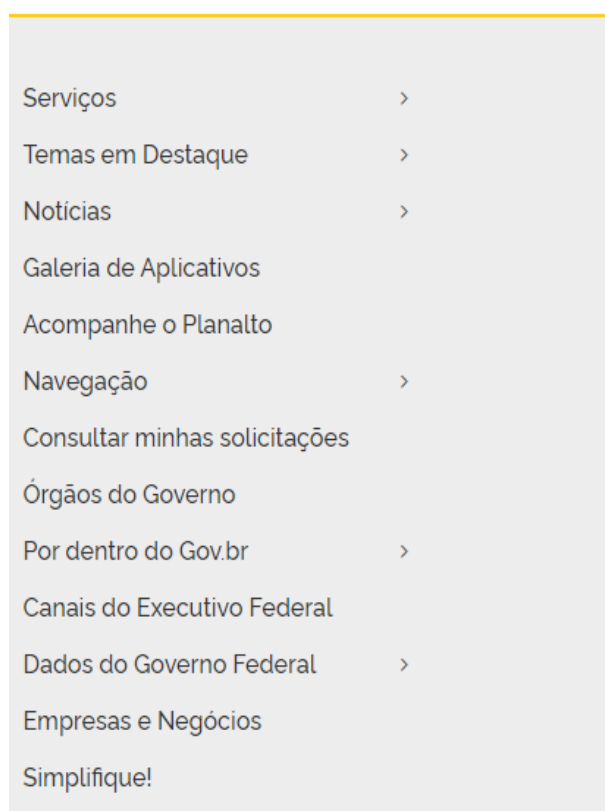 Serviços
Temas em Destaque
Notícias
Galeria de Aplicativos
Acompanhe o Planalto
Navegação
Consultar minhas solicitações
Órgãos do Governo
Por dentro do Gov.br
Canais do Executivo Federal
Dados do Governo Federal
Empresas e Negócios
Simplifique!